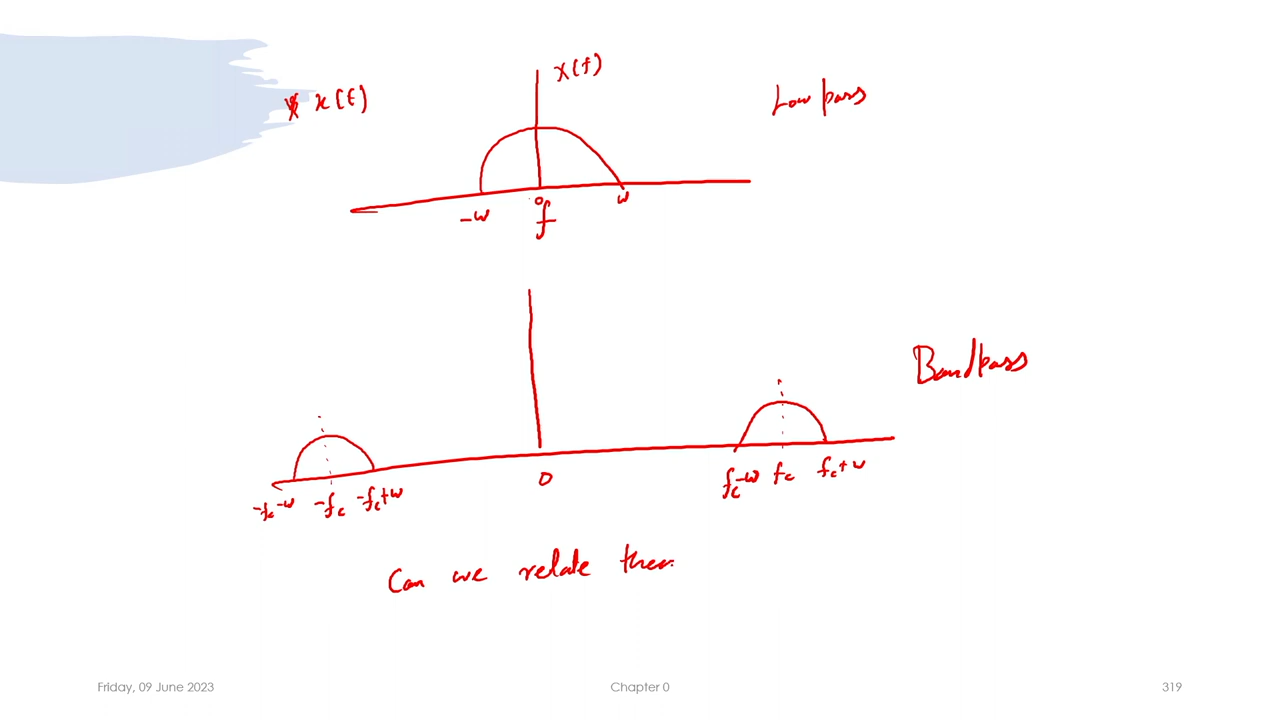 X(f)
x(t)
Low pass
-w
0
w
f
Bandpass
0
-fc-w
-fc
-fc+w
fc-w
fc
fc+w
Can we relate them
Friday, 09 June 2023
Chapter 0
319